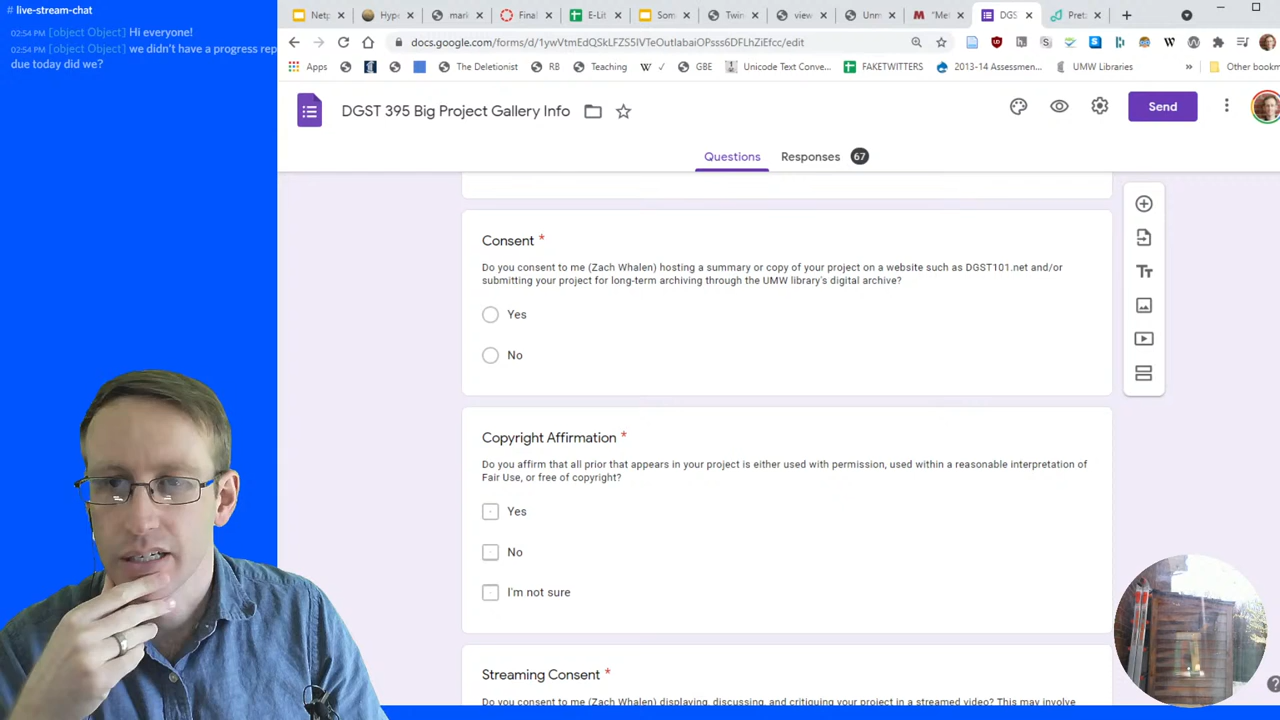 # live-stream-chat
02:54 PM [object Object] Hi everyone!
02:54 PM [object Object] we didn't have a progress rep
due today did we?
Netp
Hype
mark
Final
E-Lit
Som
Twin
view
Unm
"Me
DGS
Preta
docs.google.com/forms/d/1ywVtmEdQSkLFZS5lVTeOutIabaiOPsss6DFLhZiEfcc/edit
Apps
The Deletionist
RB
Teaching
GBE
Unicode Text Conve...
FAKETWITTERS
2013-14 Assessmen...
UMW Libraries
»
Other bookm
DGST 395 Big Project Gallery Info
Send
Questions
Responses 67
Consent *
Do you consent to me (Zach Whalen) hosting a summary or copy of your project on a website such as DGST101.net and/or
submitting your project for long-term archiving through the UMW library's digital archive?
Yes
No
Copyright Affirmation *
Do you affirm that all prior that appears in your project is either used with permission, used within a reasonable interpretation of
Fair Use, or free of copyright?
Yes
No
I'm not sure
Streaming Consent *
Do you consent to me (Zach Whalen) displaying, discussing, and critiquing your project in a streamed video? This may involve